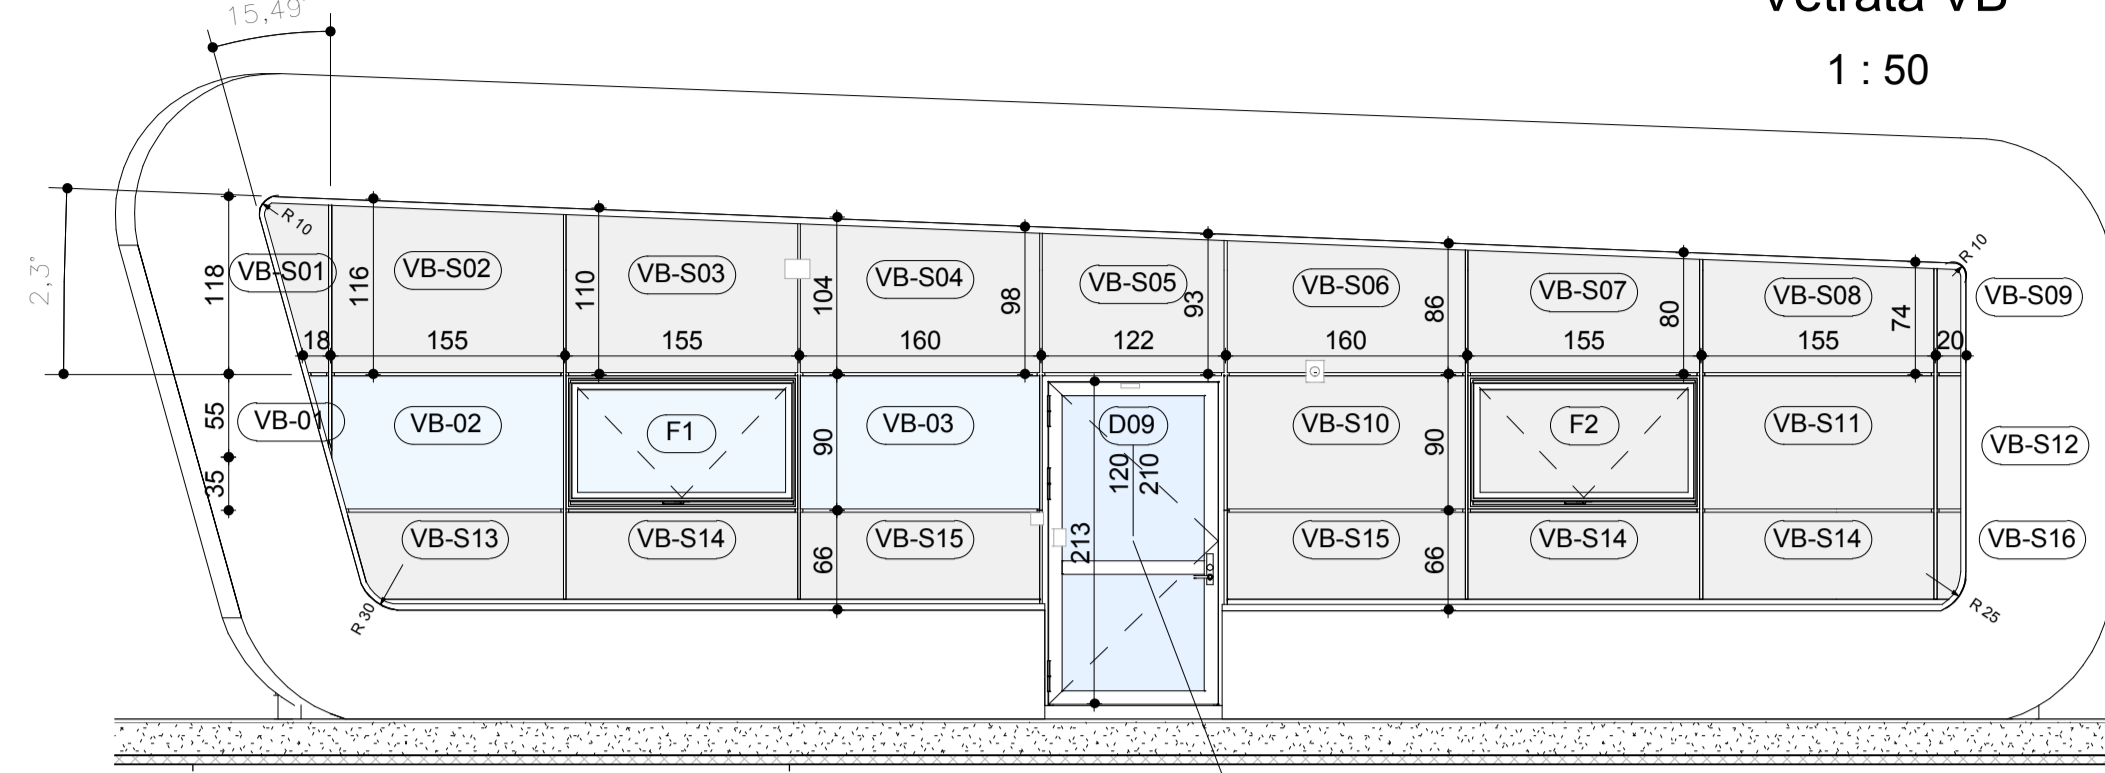 Vetrata VB
1 : 50
15,49°
2,3°
R 10
R 10
118
VB-S01
116
VB-S02
110
VB-S03
104
VB-S04
98
VB-S05
93
VB-S06
86
VB-S07
80
VB-S08
74
VB-S09
18
155
155
160
122
160
155
155
20
55
35
VB-01
VB-02
F1
90
VB-03
D09
120
210
213
VB-S10
90
F2
VB-S11
VB-S12
VB-S13
VB-S14
66
VB-S15
VB-S15
66
VB-S14
VB-S14
VB-S16
R 30
R 25